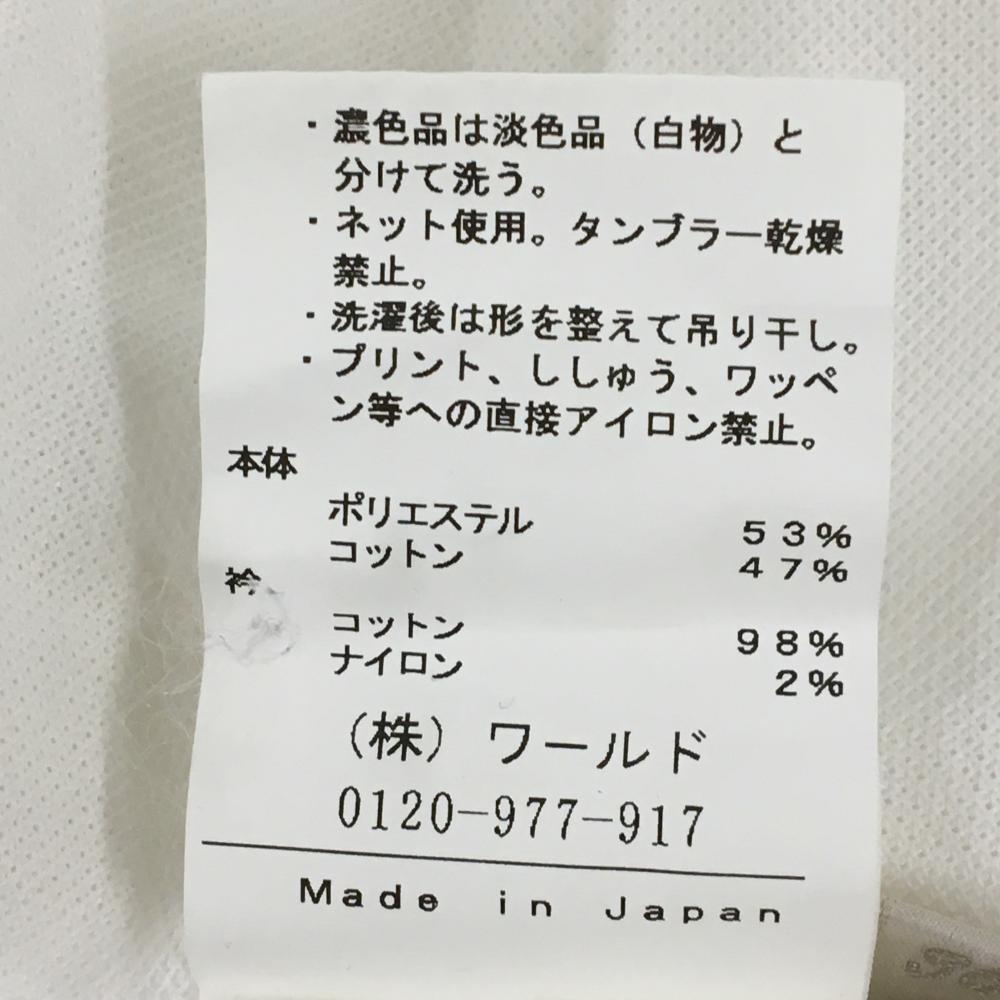 ・濃色品は淡色品（白物）と
分けて洗う。
・ネット使用。タンブラー乾燥
禁止。
・洗濯後は形を整えて吊り干し。
・プリント、ししゅう、ワッペ
ン等への直接アイロン禁止。
本体
ポリエステル 53%
コットン 47%
衿
コットン 98%
ナイロン 2%
（株）ワールド
0120-977-917
Made in Japan